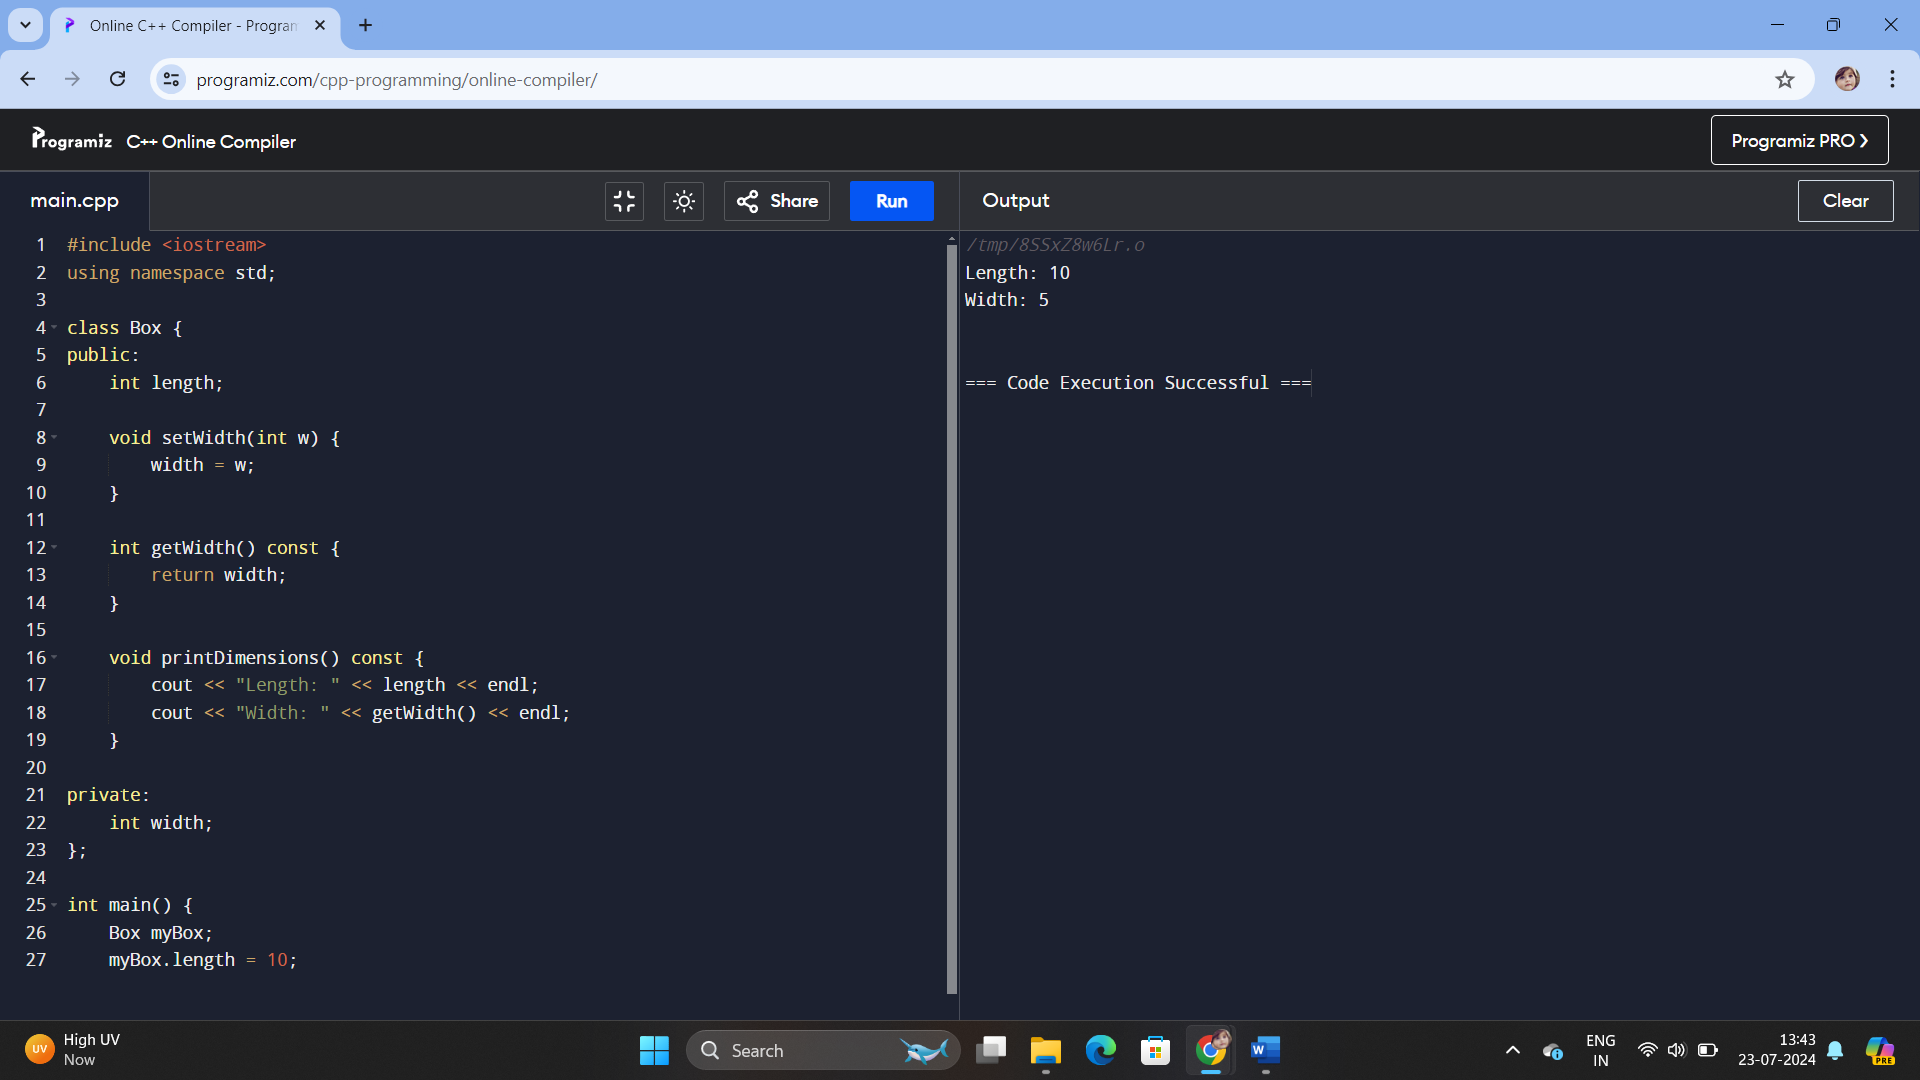 Online C++ Compiler - Program
programiz.com/cpp-programming/online-compiler/
Programiz C++ Online Compiler
Programiz PRO
main.cpp
Share
Run
Output
Clear
1 #include <iostream>
2 using namespace std;
3
4 class Box {
5 public:
6     int length;
7
8     void setWidth(int w) {
9         width = w;
10     }
11
12     int getWidth() const {
13         return width;
14     }
15
16     void printDimensions() const {
17         cout << "Length: " << length << endl;
18         cout << "Width: " << getWidth() << endl;
19     }
20
21 private:
22     int width;
23 };
24
25 int main() {
26     Box myBox;
27     myBox.length = 10;
/tmp/8SSxZ8w6Lr.o
Length: 10
Width: 5
=== Code Execution Successful ===
UV
High UV
Now
Search
W
ENG
IN
13:43
23-07-2024
PRE